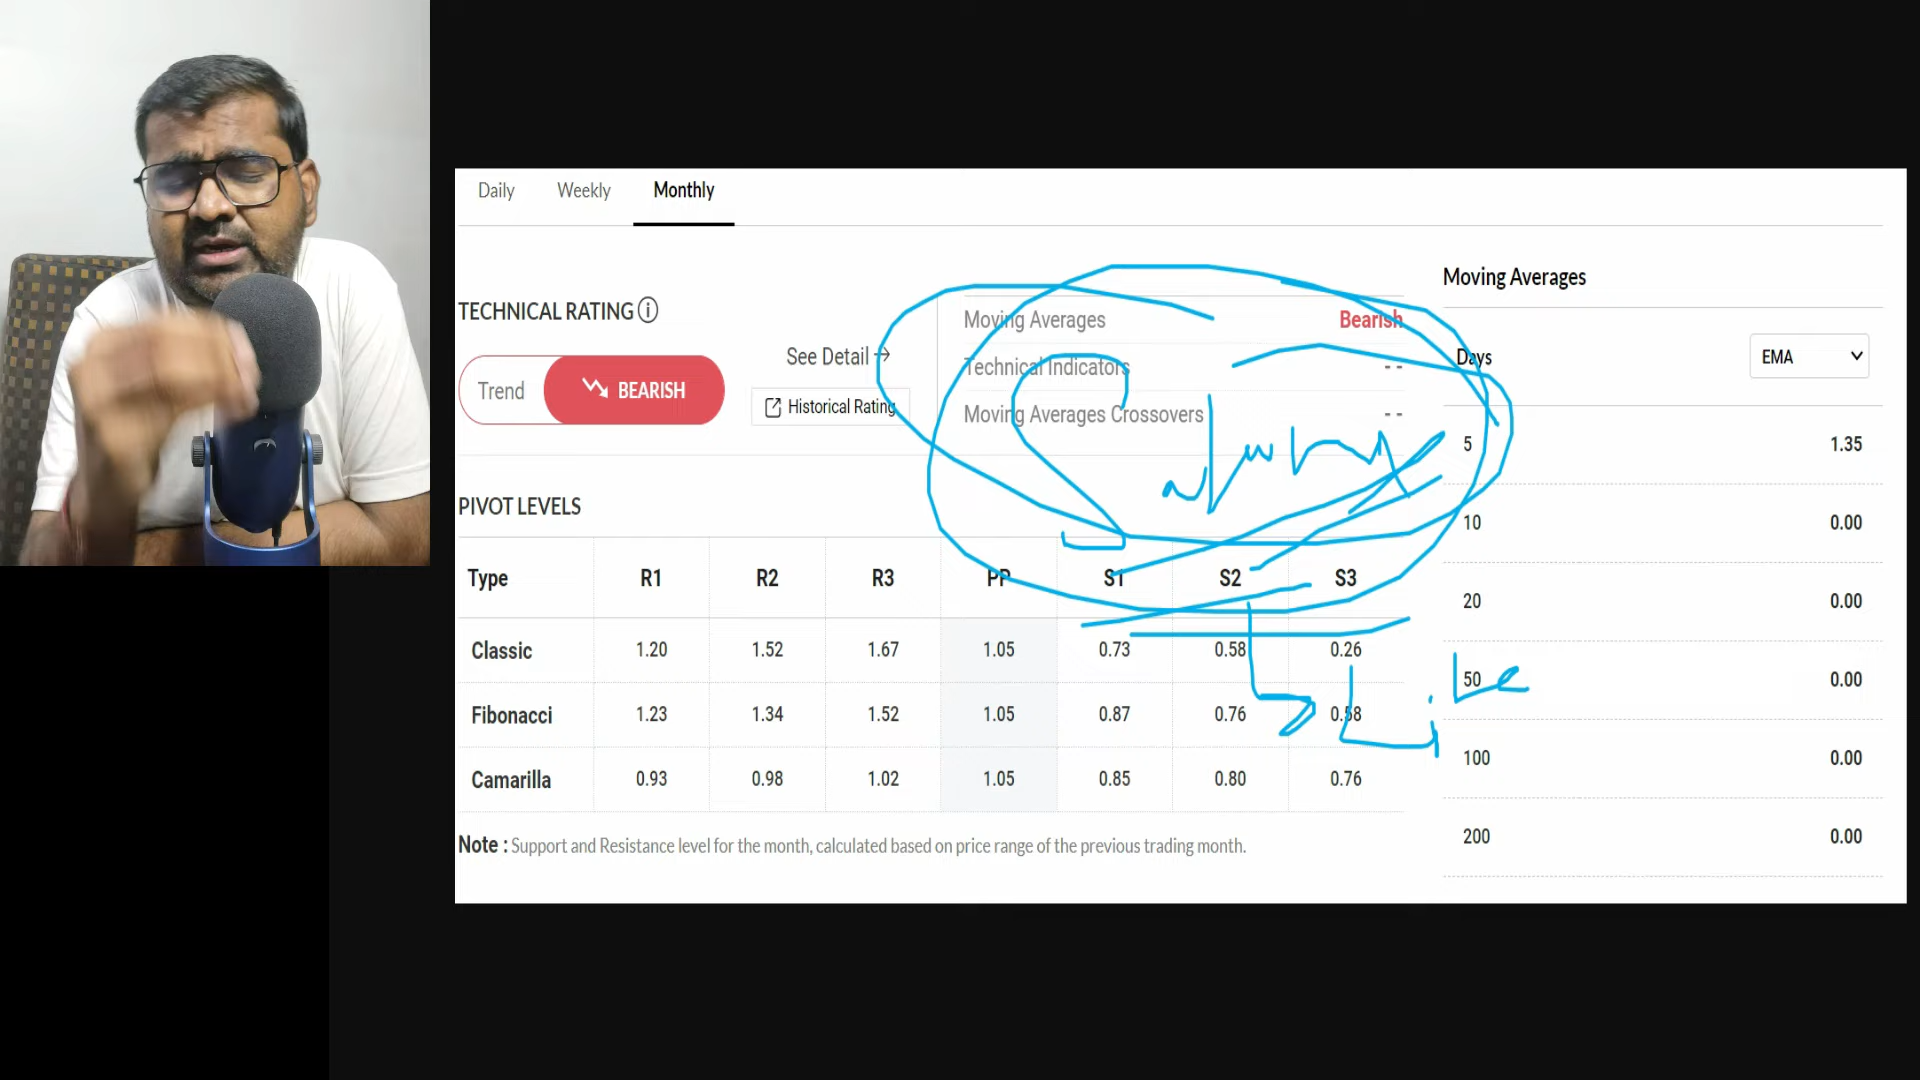 Daily Weekly Monthly
TECHNICAL RATING
Trend BEARISH
See Detail
Historical Rating
Moving Averages Bearish
Technical Indicators - -
Moving Averages Crossovers - -
PIVOT LEVELS
Type R1 R2 R3 PP S1 S2 S3
Classic 1.20 1.52 1.67 1.05 0.73 0.58 0.26
Fibonacci 1.23 1.34 1.52 1.05 0.87 0.76 0.58
Camarilla 0.93 0.98 1.02 1.05 0.85 0.80 0.76
Note : Support and Resistance level for the month, calculated based on price range of the previous trading month.
Like
Moving Averages
Days EMA
5 1.35
10 0.00
20 0.00
50 0.00
100 0.00
200 0.00